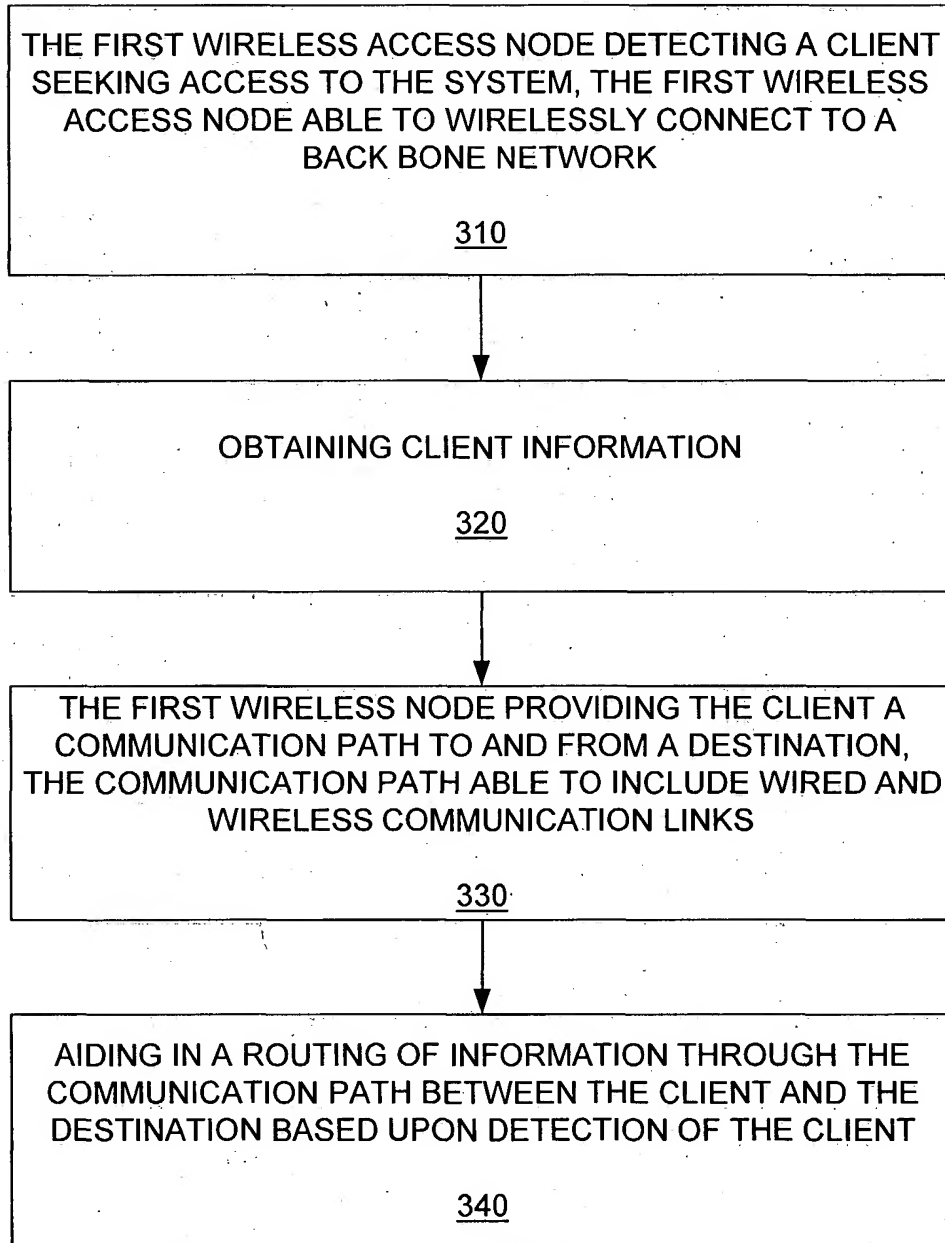 THE FIRST WIRELESS ACCESS NODE DETECTING A CLIENT
SEEKING ACCESS TO THE SYSTEM, THE FIRST WIRELESS
ACCESS NODE ABLE TO WIRELESSLY CONNECT TO A
BACK BONE NETWORK
310
OBTAINING CLIENT INFORMATION
320
THE FIRST WIRELESS NODE PROVIDING THE CLIENT A
COMMUNICATION PATH TO AND FROM A DESTINATION,
THE COMMUNICATION PATH ABLE TO INCLUDE WIRED AND
WIRELESS COMMUNICATION LINKS
330
AIDING IN A ROUTING OF INFORMATION THROUGH THE
COMMUNICATION PATH BETWEEN THE CLIENT AND THE
DESTINATION BASED UPON DETECTION OF THE CLIENT
340